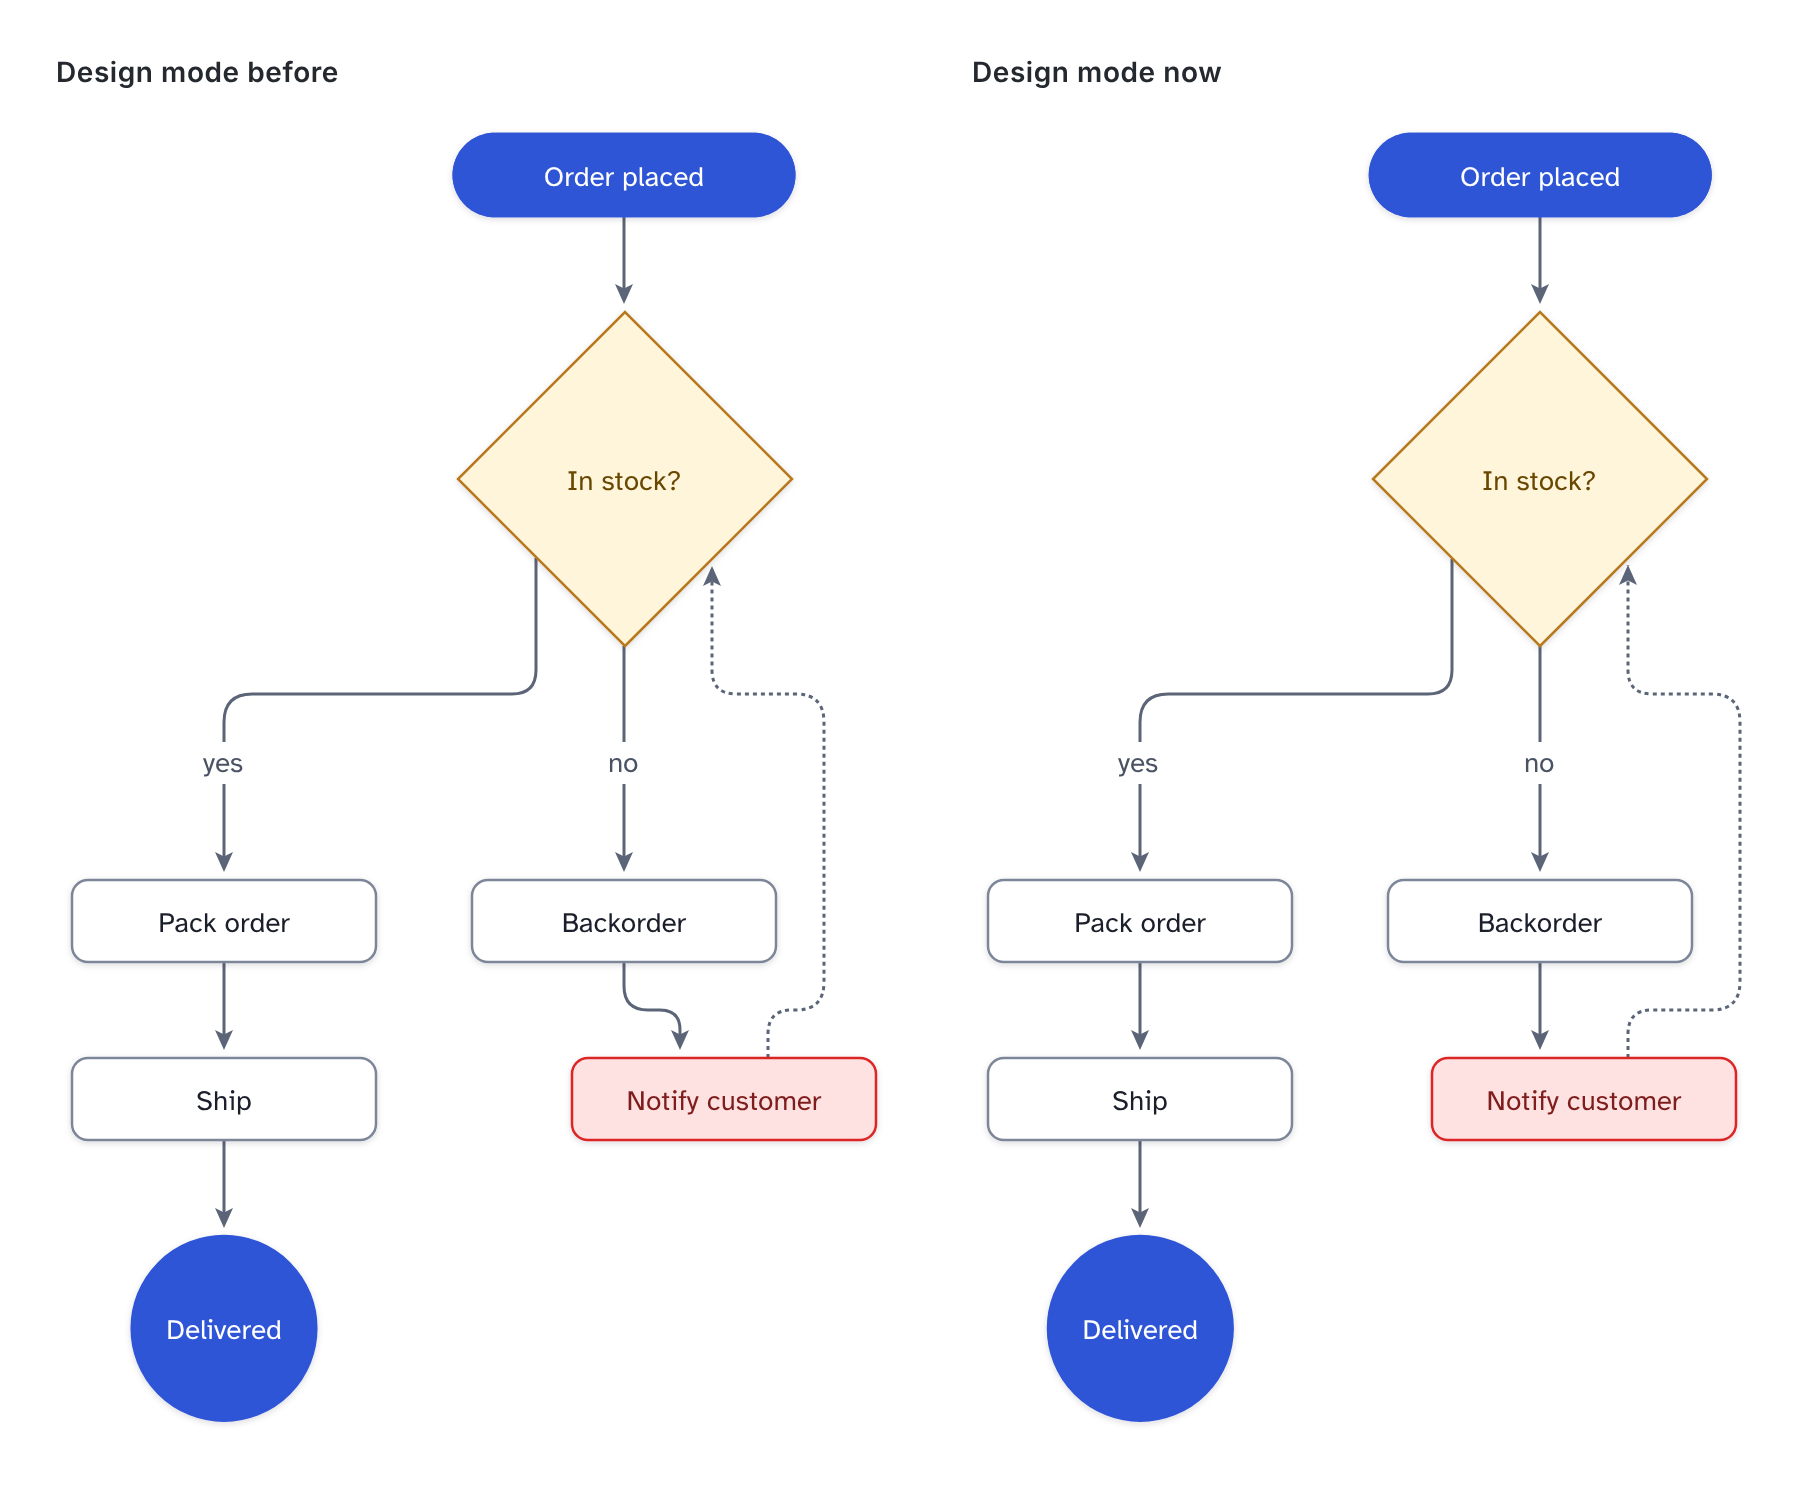 Design mode before
Order placed
In stock?
yes
no
Pack order
Backorder
Ship
Notify customer
Delivered
Design mode now
Order placed
In stock?
yes
no
Pack order
Backorder
Ship
Notify customer
Delivered